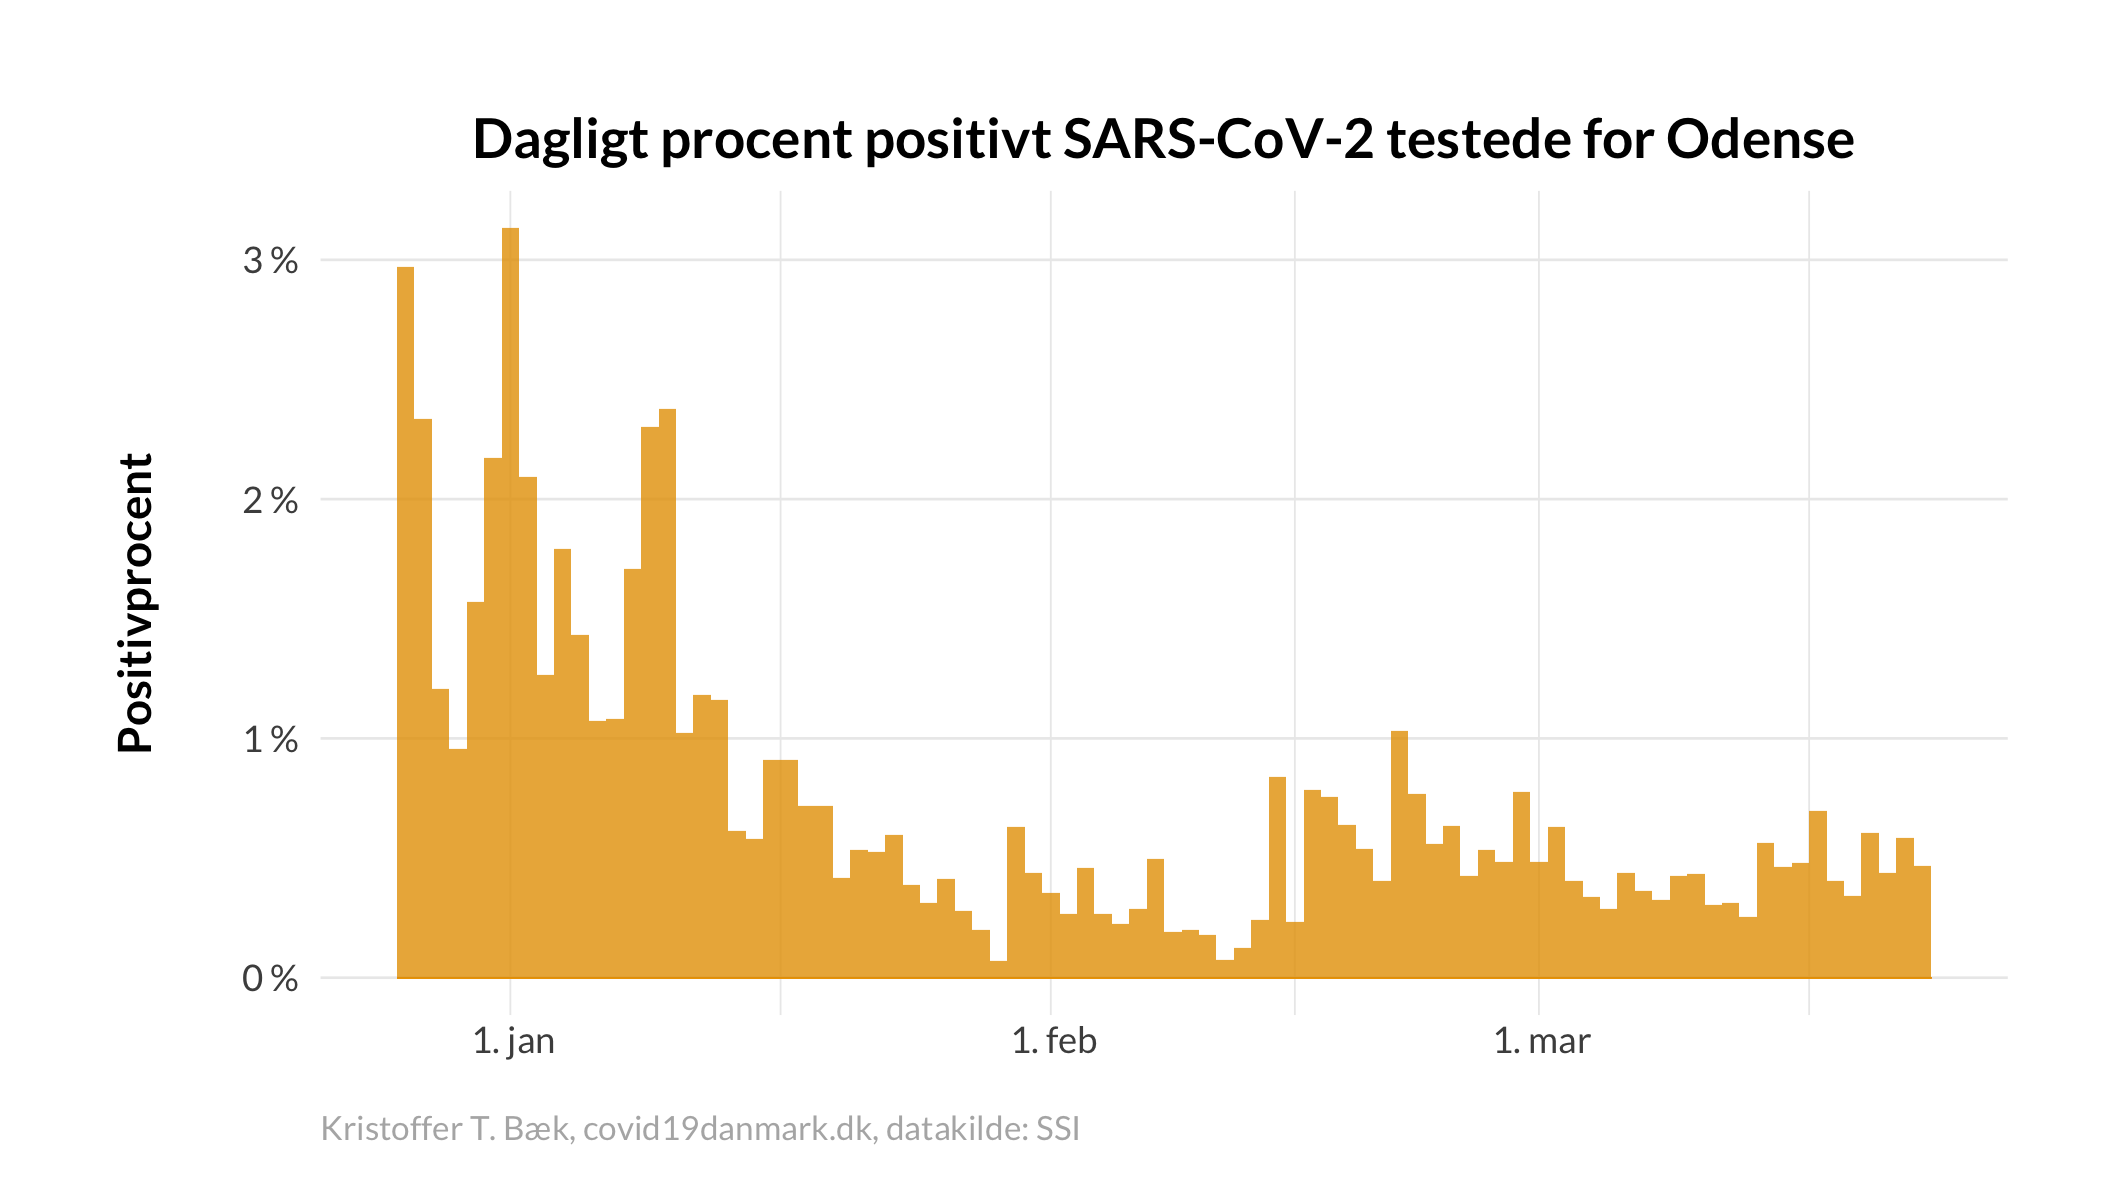 Dagligt procent positivt SARS-CoV-2 testede for Odense
Positivprocent
3 %
2 %
1 %
0 %
1. jan
1. feb
1. mar
Kristoffer T. Bæk, covid19danmark.dk, datakilde: SSI